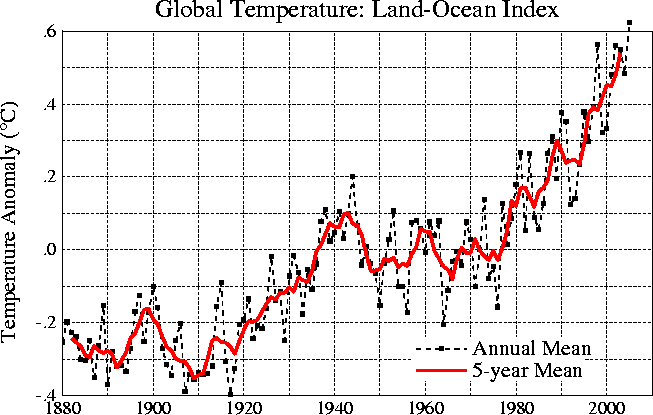 Global Temperature: Land-Ocean Index
Temperature Anomaly (°C)
.6
.4
.2
.0
-.2
-.4
Annual Mean
5-year Mean
1880 1900 1920 1940 1960 1980 2000